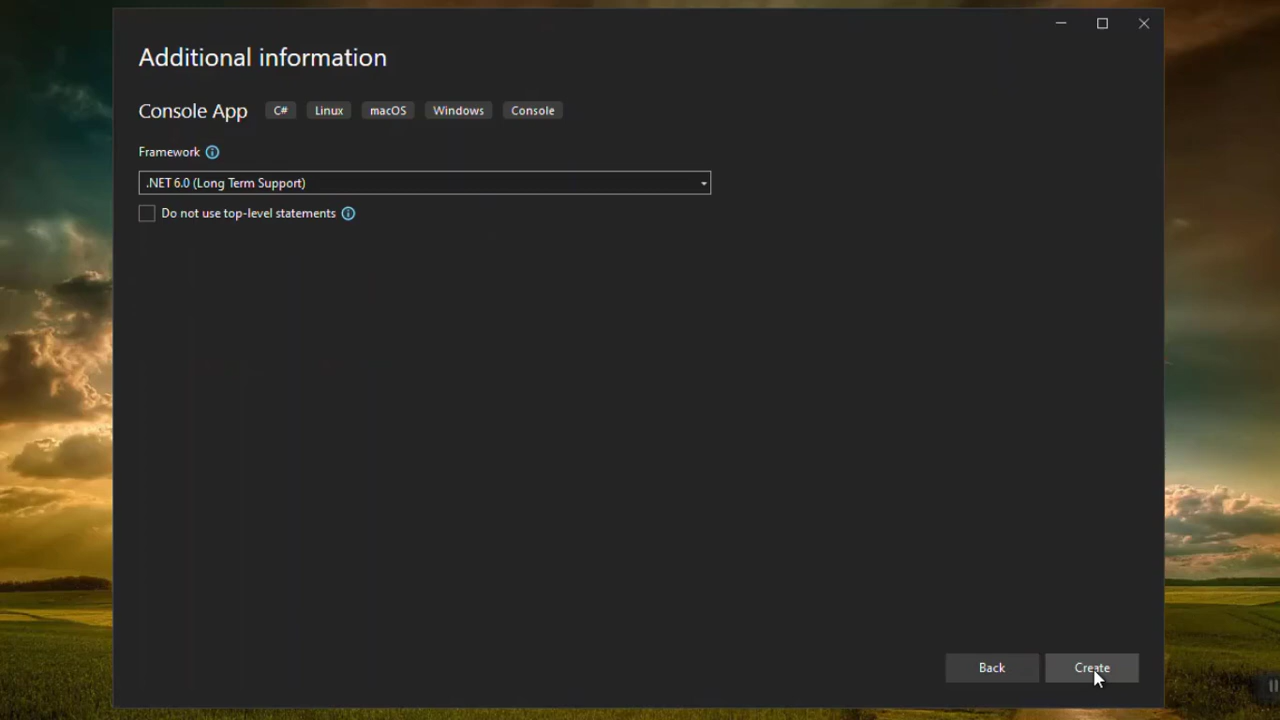 Additional information
Console App C# Linux macOS Windows Console
Framework
.NET 6.0 (Long Term Support)
Do not use top-level statements
Back Create